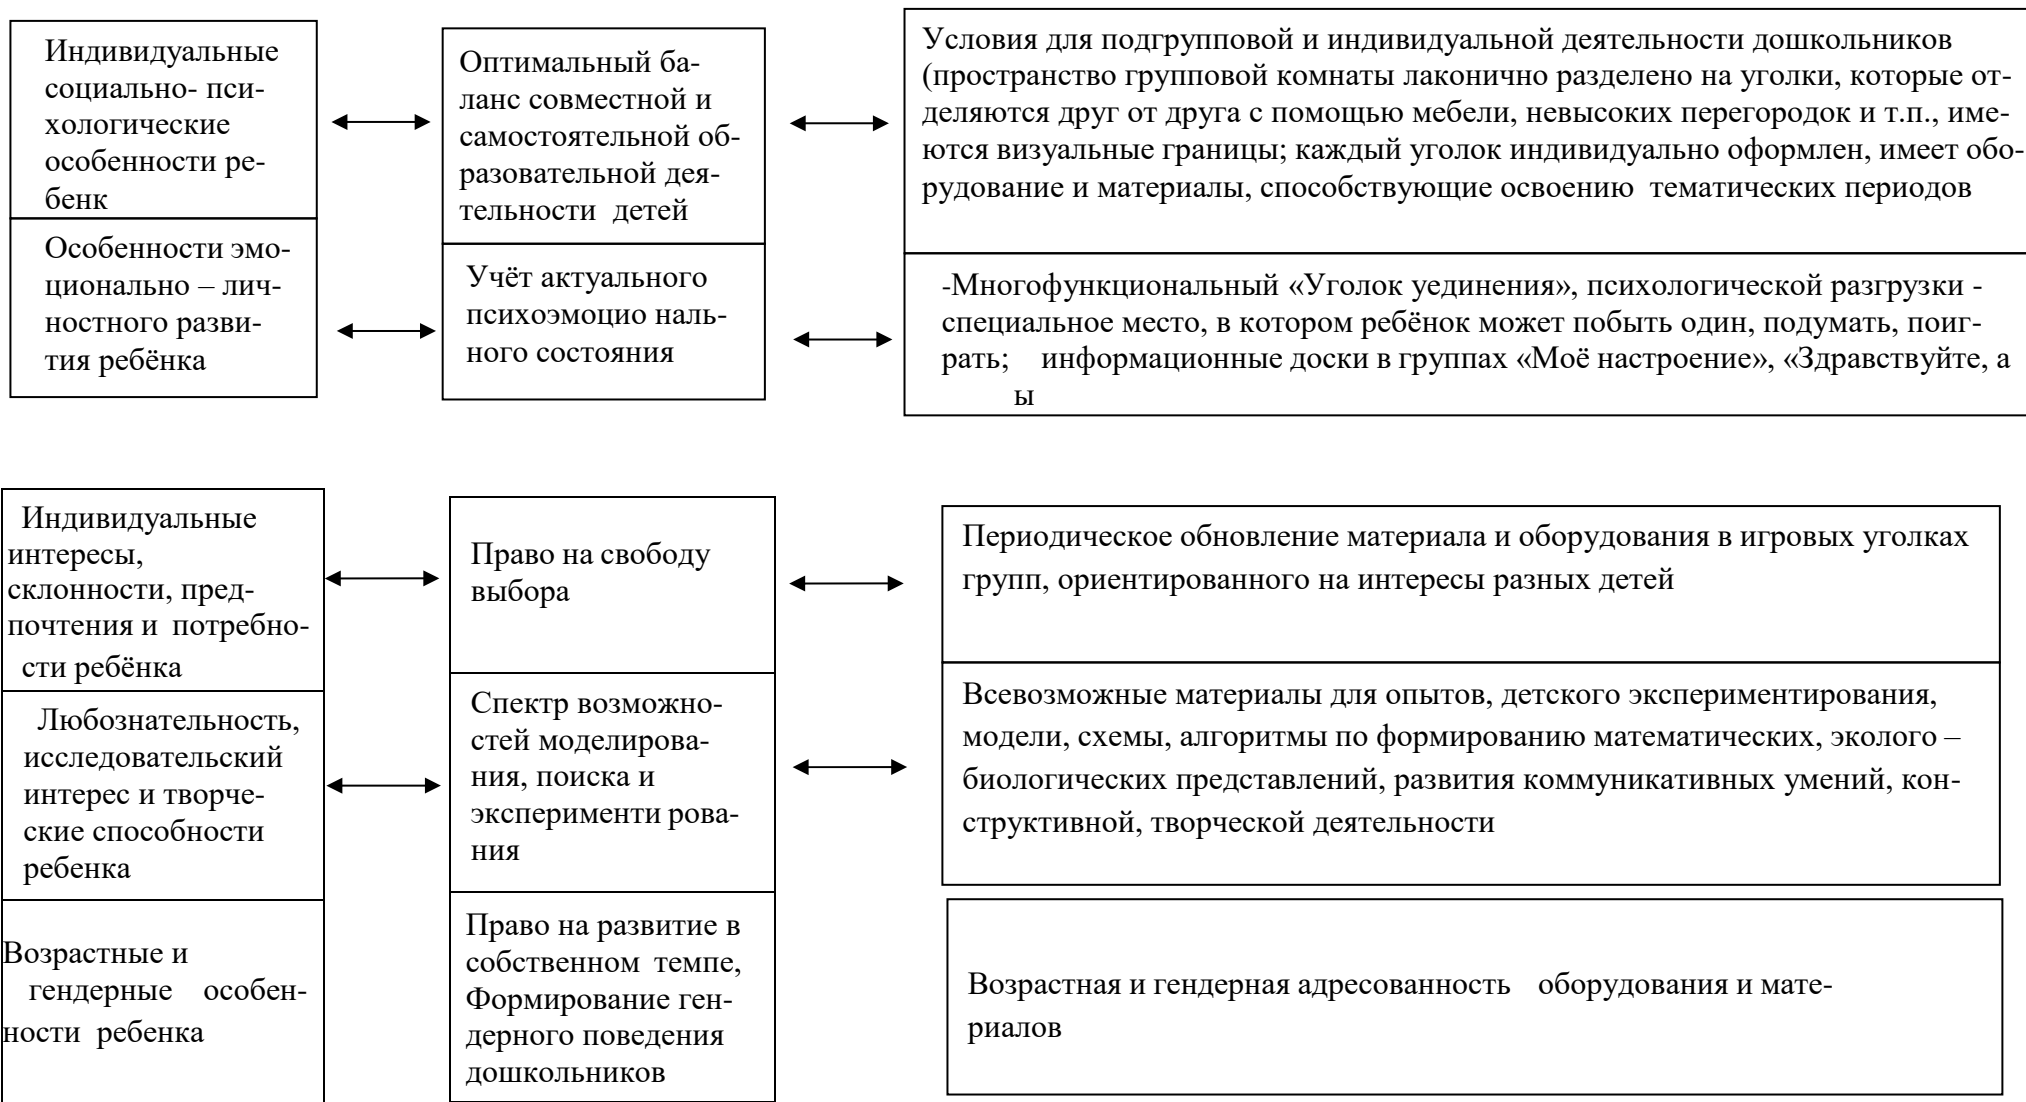 Индивидуальные
социально- пси-
хологические
особенности ре-
бенк
Оптимальный ба-
ланс совместной и
самостоятельной об-
разовательной дея-
тельности детей
Условия для подгрупповой и индивидуальной деятельности дошкольников
(пространство групповой комнаты лаконично разделено на уголки, которые от-
деляются друг от друга с помощью мебели, невысоких перегородок и т.п., име-
ются визуальные границы; каждый уголок индивидуально оформлен, имеет обо-
рудование и материалы, способствующие освоению тематических периодов
Особенности эмо-
ционально – лич-
ностного разви-
тия ребёнка
Учёт актуального
психоэмоцио наль-
ного состояния
-Многофункциональный «Уголок уединения», психологической разгрузки -
специальное место, в котором ребёнок может побыть один, подумать, поиг-
рать; информационные доски в группах «Моё настроение», «Здравствуйте, а
ы
Индивидуальные
интересы,
склонности, пред-
почтения и потребно-
сти ребёнка
Право на свободу
выбора
Периодическое обновление материала и оборудования в игровых уголках
групп, ориентированного на интересы разных детей
Любознательность,
исследовательский
интерес и творче-
ские способности
ребенка
Спектр возможно-
стей моделирова-
ния, поиска и
эксперименти рова-
ния
Всевозможные материалы для опытов, детского экспериментирования,
модели, схемы, алгоритмы по формированию математических, эколого –
биологических представлений, развития коммуникативных умений, кон-
структивной, творческой деятельности
Возрастные и
гендерные особен-
ности ребенка
Право на развитие в
собственном темпе,
Формирование ген-
дерного поведения
дошкольников
Возрастная и гендерная адресованность оборудования и мате-
риалов